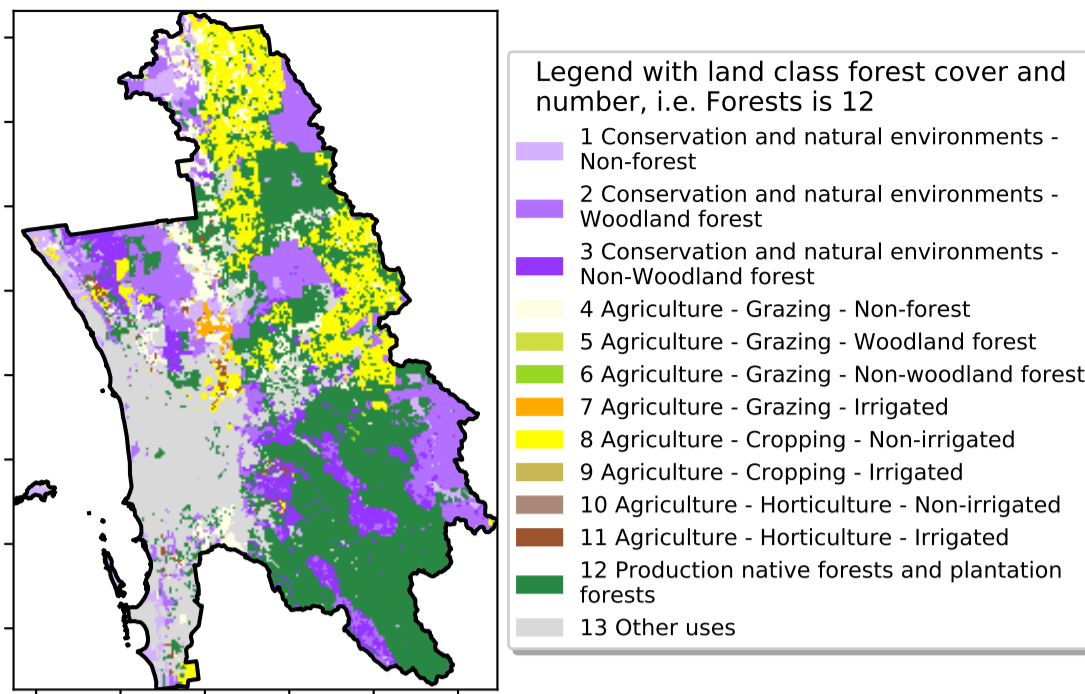 Legend with land class forest cover and
number, i.e. Forests is 12
1 Conservation and natural environments -
Non-forest
2 Conservation and natural environments -
Woodland forest
3 Conservation and natural environments -
Non-Woodland forest
4 Agriculture - Grazing - Non-forest
5 Agriculture - Grazing - Woodland forest
6 Agriculture - Grazing - Non-woodland forest
7 Agriculture - Grazing - Irrigated
8 Agriculture - Cropping - Non-irrigated
9 Agriculture - Cropping - Irrigated
10 Agriculture - Horticulture - Non-irrigated
11 Agriculture - Horticulture - Irrigated
12 Production native forests and plantation
forests
13 Other uses